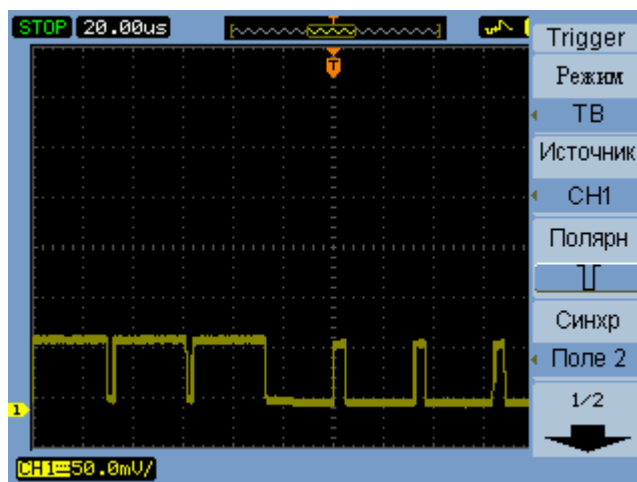 STOP 20.00us
T
Trigger
Режим
ТВ
Источник
CH1
Полярн
Синхр
Поле 2
1/2
1
CH1 50.0mV/